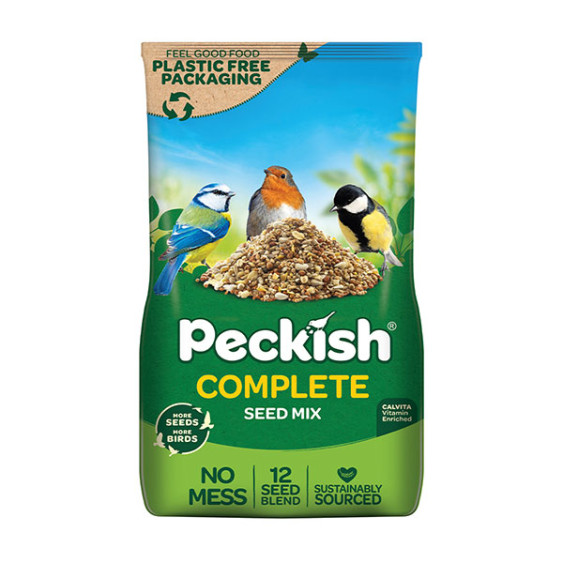 FEEL GOOD FOOD
PLASTIC FREE
PACKAGING
Peckish®
COMPLETE
SEED MIX
MORE
SEEDS
MORE
BIRDS
CALVITA
Vitamin
Enriched
NO
MESS
12
SEED
BLEND
SUSTAINABLY
SOURCED